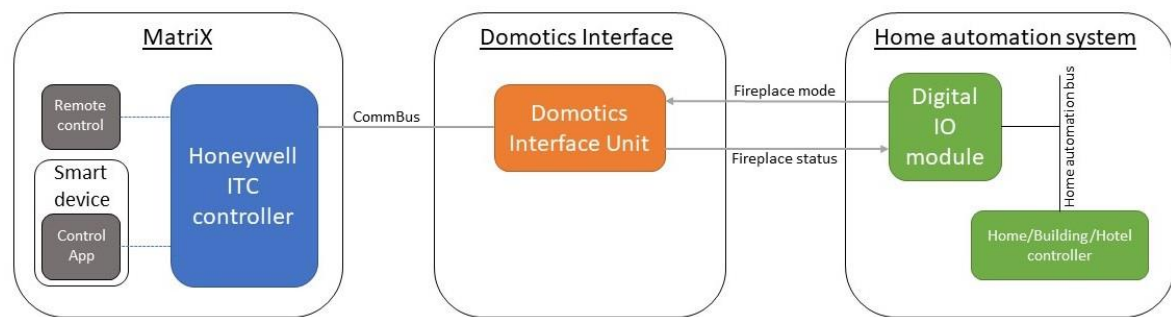 MatriX
Remote
control
Smart
device
Control
App
Honeywell
ITC
controller
CommBus
Domotics Interface
Domotics
Interface Unit
Fireplace mode
Fireplace status
Home automation system
Digital
IO
module
Home automation bus
Home/Building/Hotel
controller